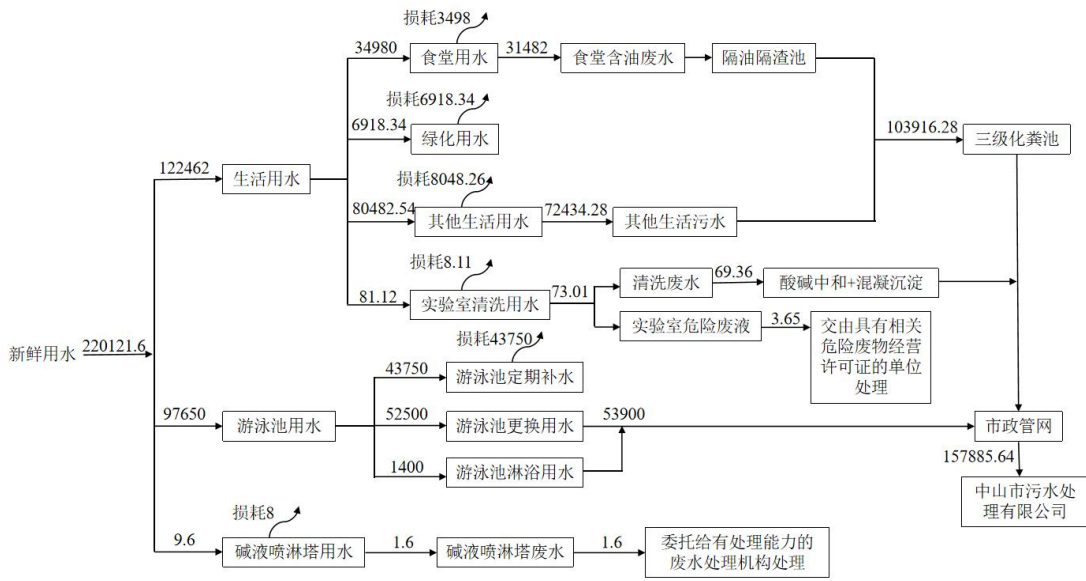 损耗3498
34980
食堂用水
31482
食堂含油废水
隔油隔渣池
损耗6918.34
6918.34
绿化用水
103916.28
三级化粪池
122462
生活用水
损耗8048.26
80482.54
其他生活用水
72434.28
其他生活污水
损耗8.11
81.12
实验室清洗用水
73.01
清洗废水
69.36
酸碱中和+混凝沉淀
实验室危险废液
3.65
交由具有相关
危险废物经营
许可证的单位
处理
新鲜用水
220121.6
损耗43750
43750
游泳池定期补水
97650
游泳池用水
52500
游泳池更换用水
53900
市政管网
1400
游泳池淋浴用水
157885.64
中山市污水处
理有限公司
损耗8
9.6
碱液喷淋塔用水
1.6
碱液喷淋塔废水
1.6
委托给有处理能力的
废水处理机构处理